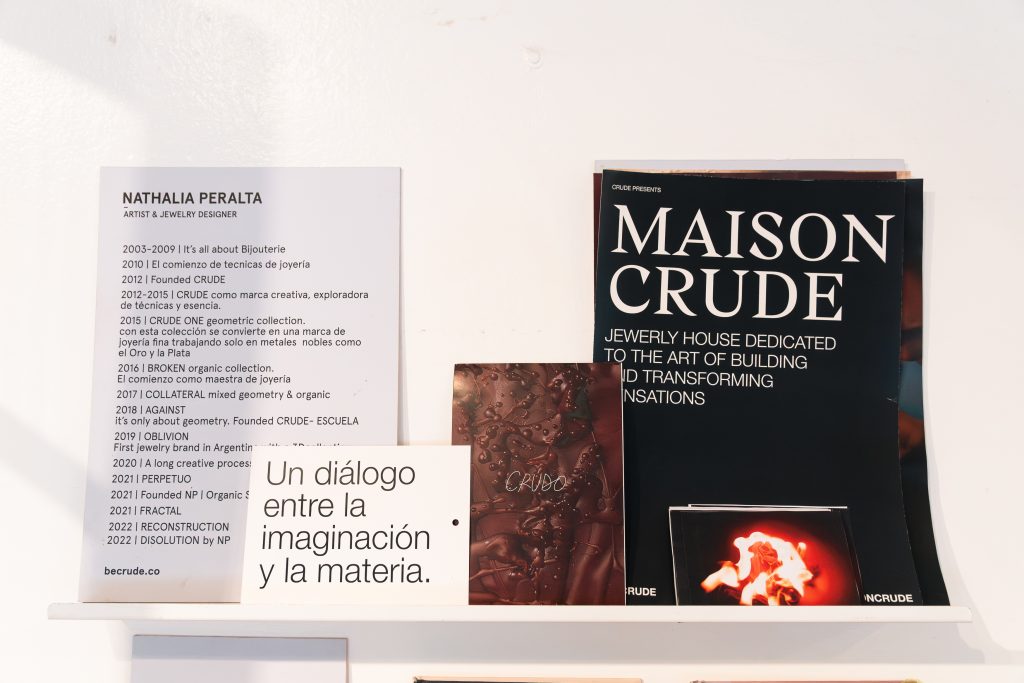 NATHALIA PERALTA
ARTIST & JEWELRY DESIGNER
2003-2009 | It's all about Bijouterie
2010 | El comienzo de tecnicas de joyería
2012 | Founded CRUDE
2012-2015 | CRUDE como marca creativa, exploradora
de técnicas y esencia.
2015 | CRUDE ONE geometric collection.
con esta colección se convierte en una marca de
joyería fina trabajando solo en metales nobles como
el Oro y la Plata
2016 | BROKEN organic collection.
El comienzo como maestra de joyería
2017 | COLLATERAL mixed geometry & organic
2018 | AGAINST
it's only about geometry. Founded CRUDE- ESCUELA
2019 | OBLIVION
First jewelry brand in Argentina
2020 | A long creative process
2021 | PERPETUO
2021 | Founded NP | Organic
2021 | FRACTAL
2022 | RECONSTRUCTION
2022 | DISOLUTION by NP
becrude.co
Un diálogo
entre la
imaginación
y la materia.
CRUDO
CRUDE PRESENTS
MAISON
CRUDE
JEWERLY HOUSE DEDICATED
TO THE ART OF BUILDING
AND TRANSFORMING
NSATIONS
RUDE
ONCRUDE